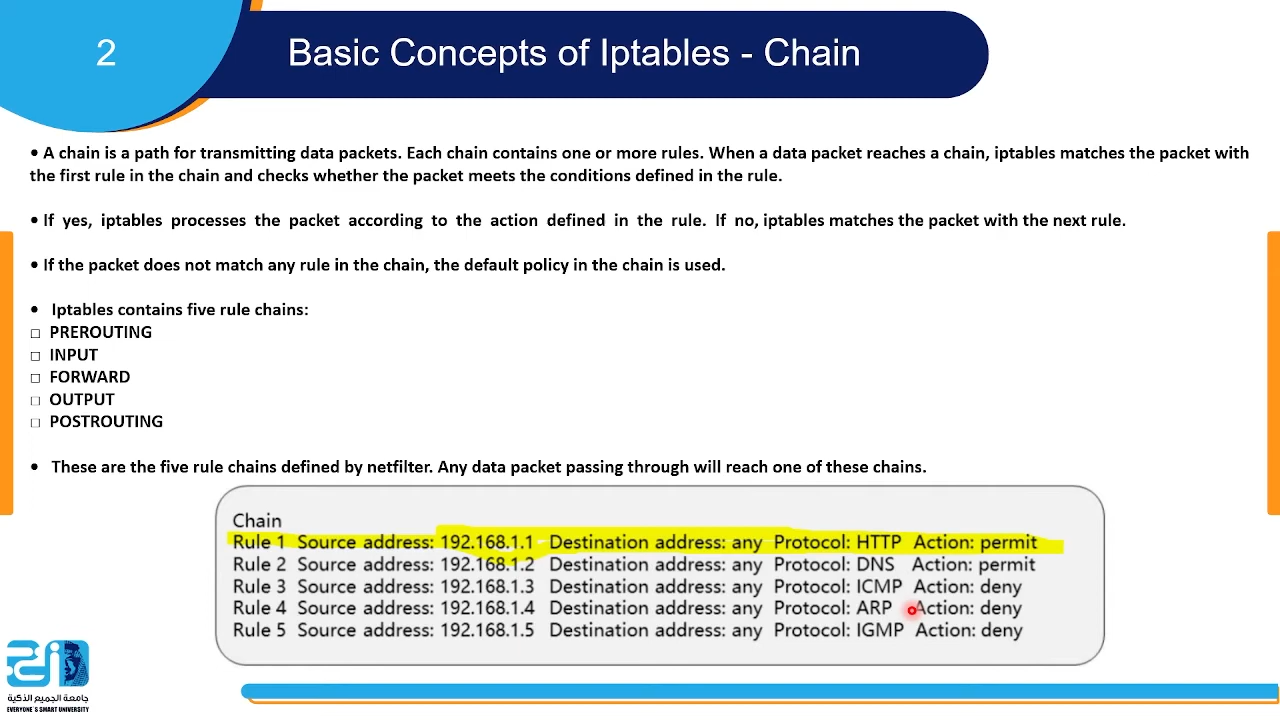 2
Basic Concepts of Iptables - Chain
• A chain is a path for transmitting data packets. Each chain contains one or more rules. When a data packet reaches a chain, iptables matches the packet with
the first rule in the chain and checks whether the packet meets the conditions defined in the rule.
• If yes, iptables processes the packet according to the action defined in the rule. If no, iptables matches the packet with the next rule.
• If the packet does not match any rule in the chain, the default policy in the chain is used.
• Iptables contains five rule chains:
□ PREROUTING
□ INPUT
□ FORWARD
□ OUTPUT
□ POSTROUTING
• These are the five rule chains defined by netfilter. Any data packet passing through will reach one of these chains.
Chain
Rule 1 Source address: 192.168.1.1 Destination address: any Protocol: HTTP Action: permit
Rule 2 Source address: 192.168.1.2 Destination address: any Protocol: DNS Action: permit
Rule 3 Source address: 192.168.1.3 Destination address: any Protocol: ICMP Action: deny
Rule 4 Source address: 192.168.1.4 Destination address: any Protocol: ARP Action: deny
Rule 5 Source address: 192.168.1.5 Destination address: any Protocol: IGMP Action: deny
جامعة الجميع الذكية
EVERYONE'S SMART UNIVERSITY